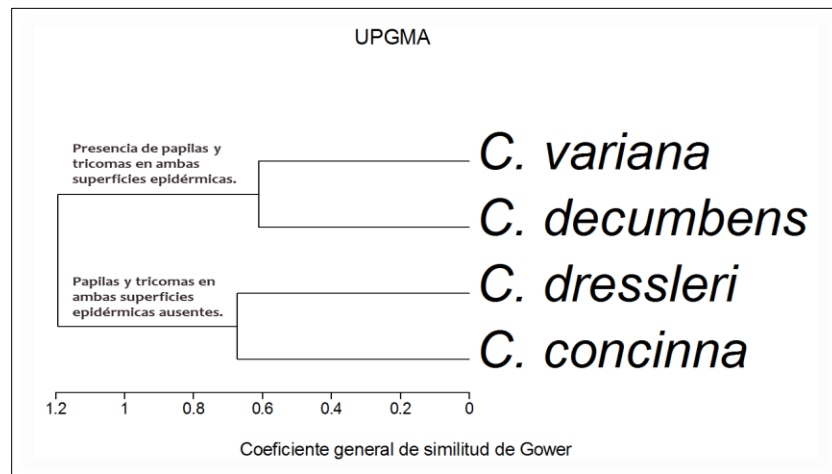 UPGMA
Presencia de papilas y
tricomas en ambas
superficies epidérmicas.
C. variana
C. decumbens
Papilas y tricomas en
ambas superficies
epidérmicas ausentes.
C. dressleri
C. concinna
1.2 1 0.8 0.6 0.4 0.2 0
Coeficiente general de similitud de Gower